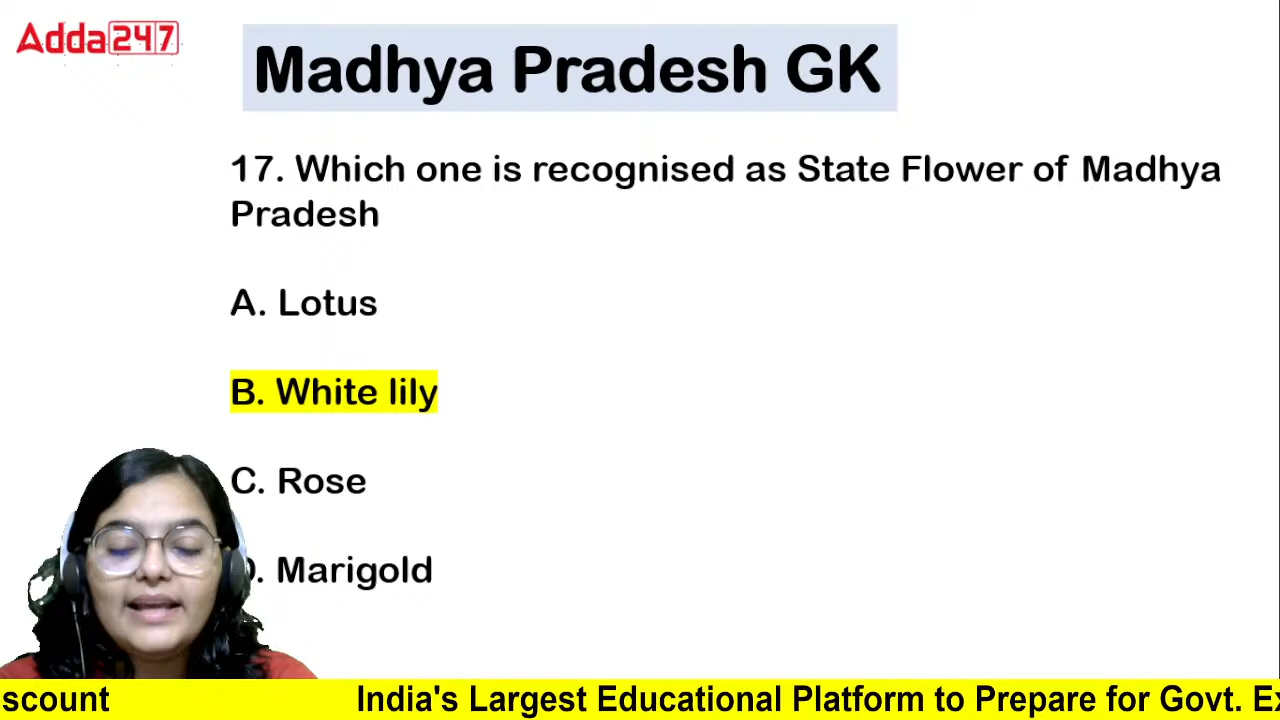 Adda247
Madhya Pradesh GK
17. Which one is recognised as State Flower of Madhya
Pradesh
A. Lotus
B. White lily
C. Rose
D. Marigold
scount India's Largest Educational Platform to Prepare for Govt. Ex